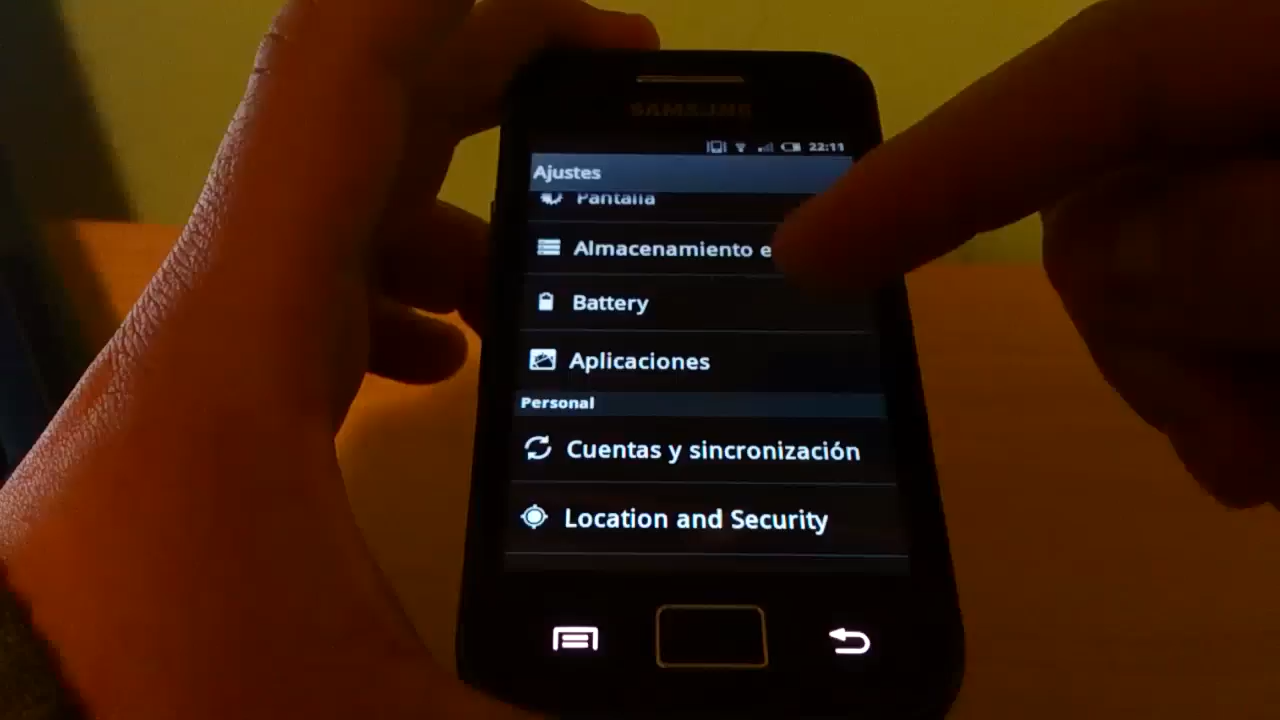 SAMSUNG
22:11
Ajustes
Pantalla
Almacenamiento e
Battery
Aplicaciones
Personal
Cuentas y sincronización
Location and Security